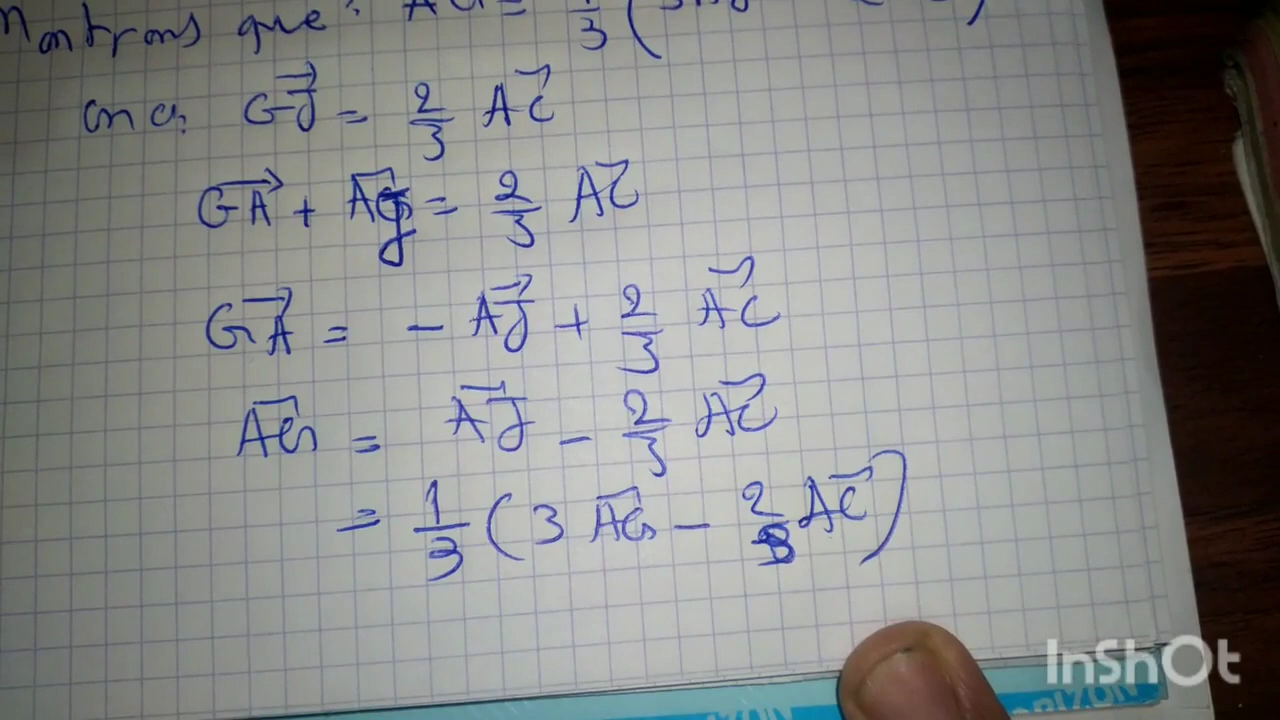 Montrons que: AG = 1/3 (
on a: GJ = 2/3 AC
GA + AJ = 2/3 AC
GA = - AJ + 2/3 AC
AG = AJ - 2/3 AC
= 1/3 ( 3 AG - 2/3 AC )
InShOt